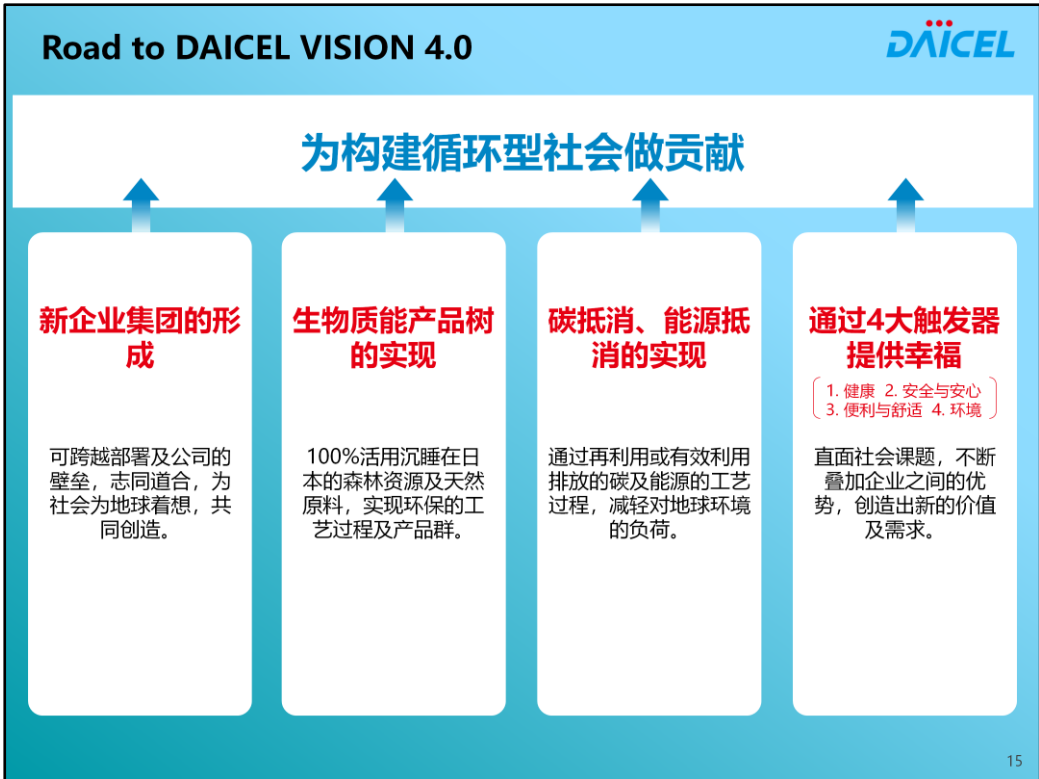 Road to DAICEL VISION 4.0
DAICEL
为构建循环型社会做贡献
新企业集团的形
成
可跨越部署及公司的
壁垒，志同道合，为
社会为地球着想，共
同创造。
生物质能产品树
的实现
100%活用沉睡在日
本的森林资源及天然
原料，实现环保的工
艺过程及产品群。
碳抵消、能源抵
消的实现
通过再利用或有效利用
排放的碳及能源的工艺
过程，减轻对地球环境
的负荷。
通过4大触发器
提供幸福
1. 健康 2. 安全与安心
3. 便利与舒适 4. 环境
直面社会课题，不断
叠加企业之间的优
势，创造出新的价值
及需求。
15